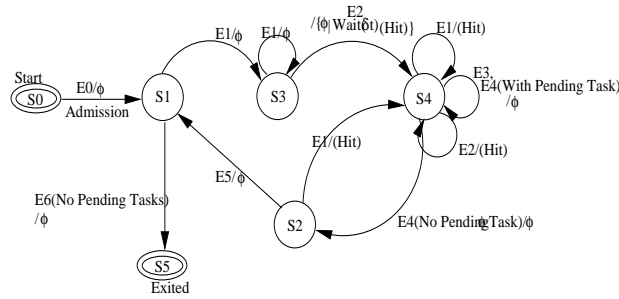 E2
E1/ϕ
E1/ϕ
/{ϕ|Wait(δt) (Hit)}
E1/(Hit)
Start
E0/ϕ
S0
S1
S3
S4
E3,
E4(With Pending Task)
/ϕ
Admission
E1/(Hit)
E2/(Hit)
E5/ϕ
E6(No Pending Tasks)
/ϕ
S2
E4(No Pending Task)/ϕ
S5
Exited